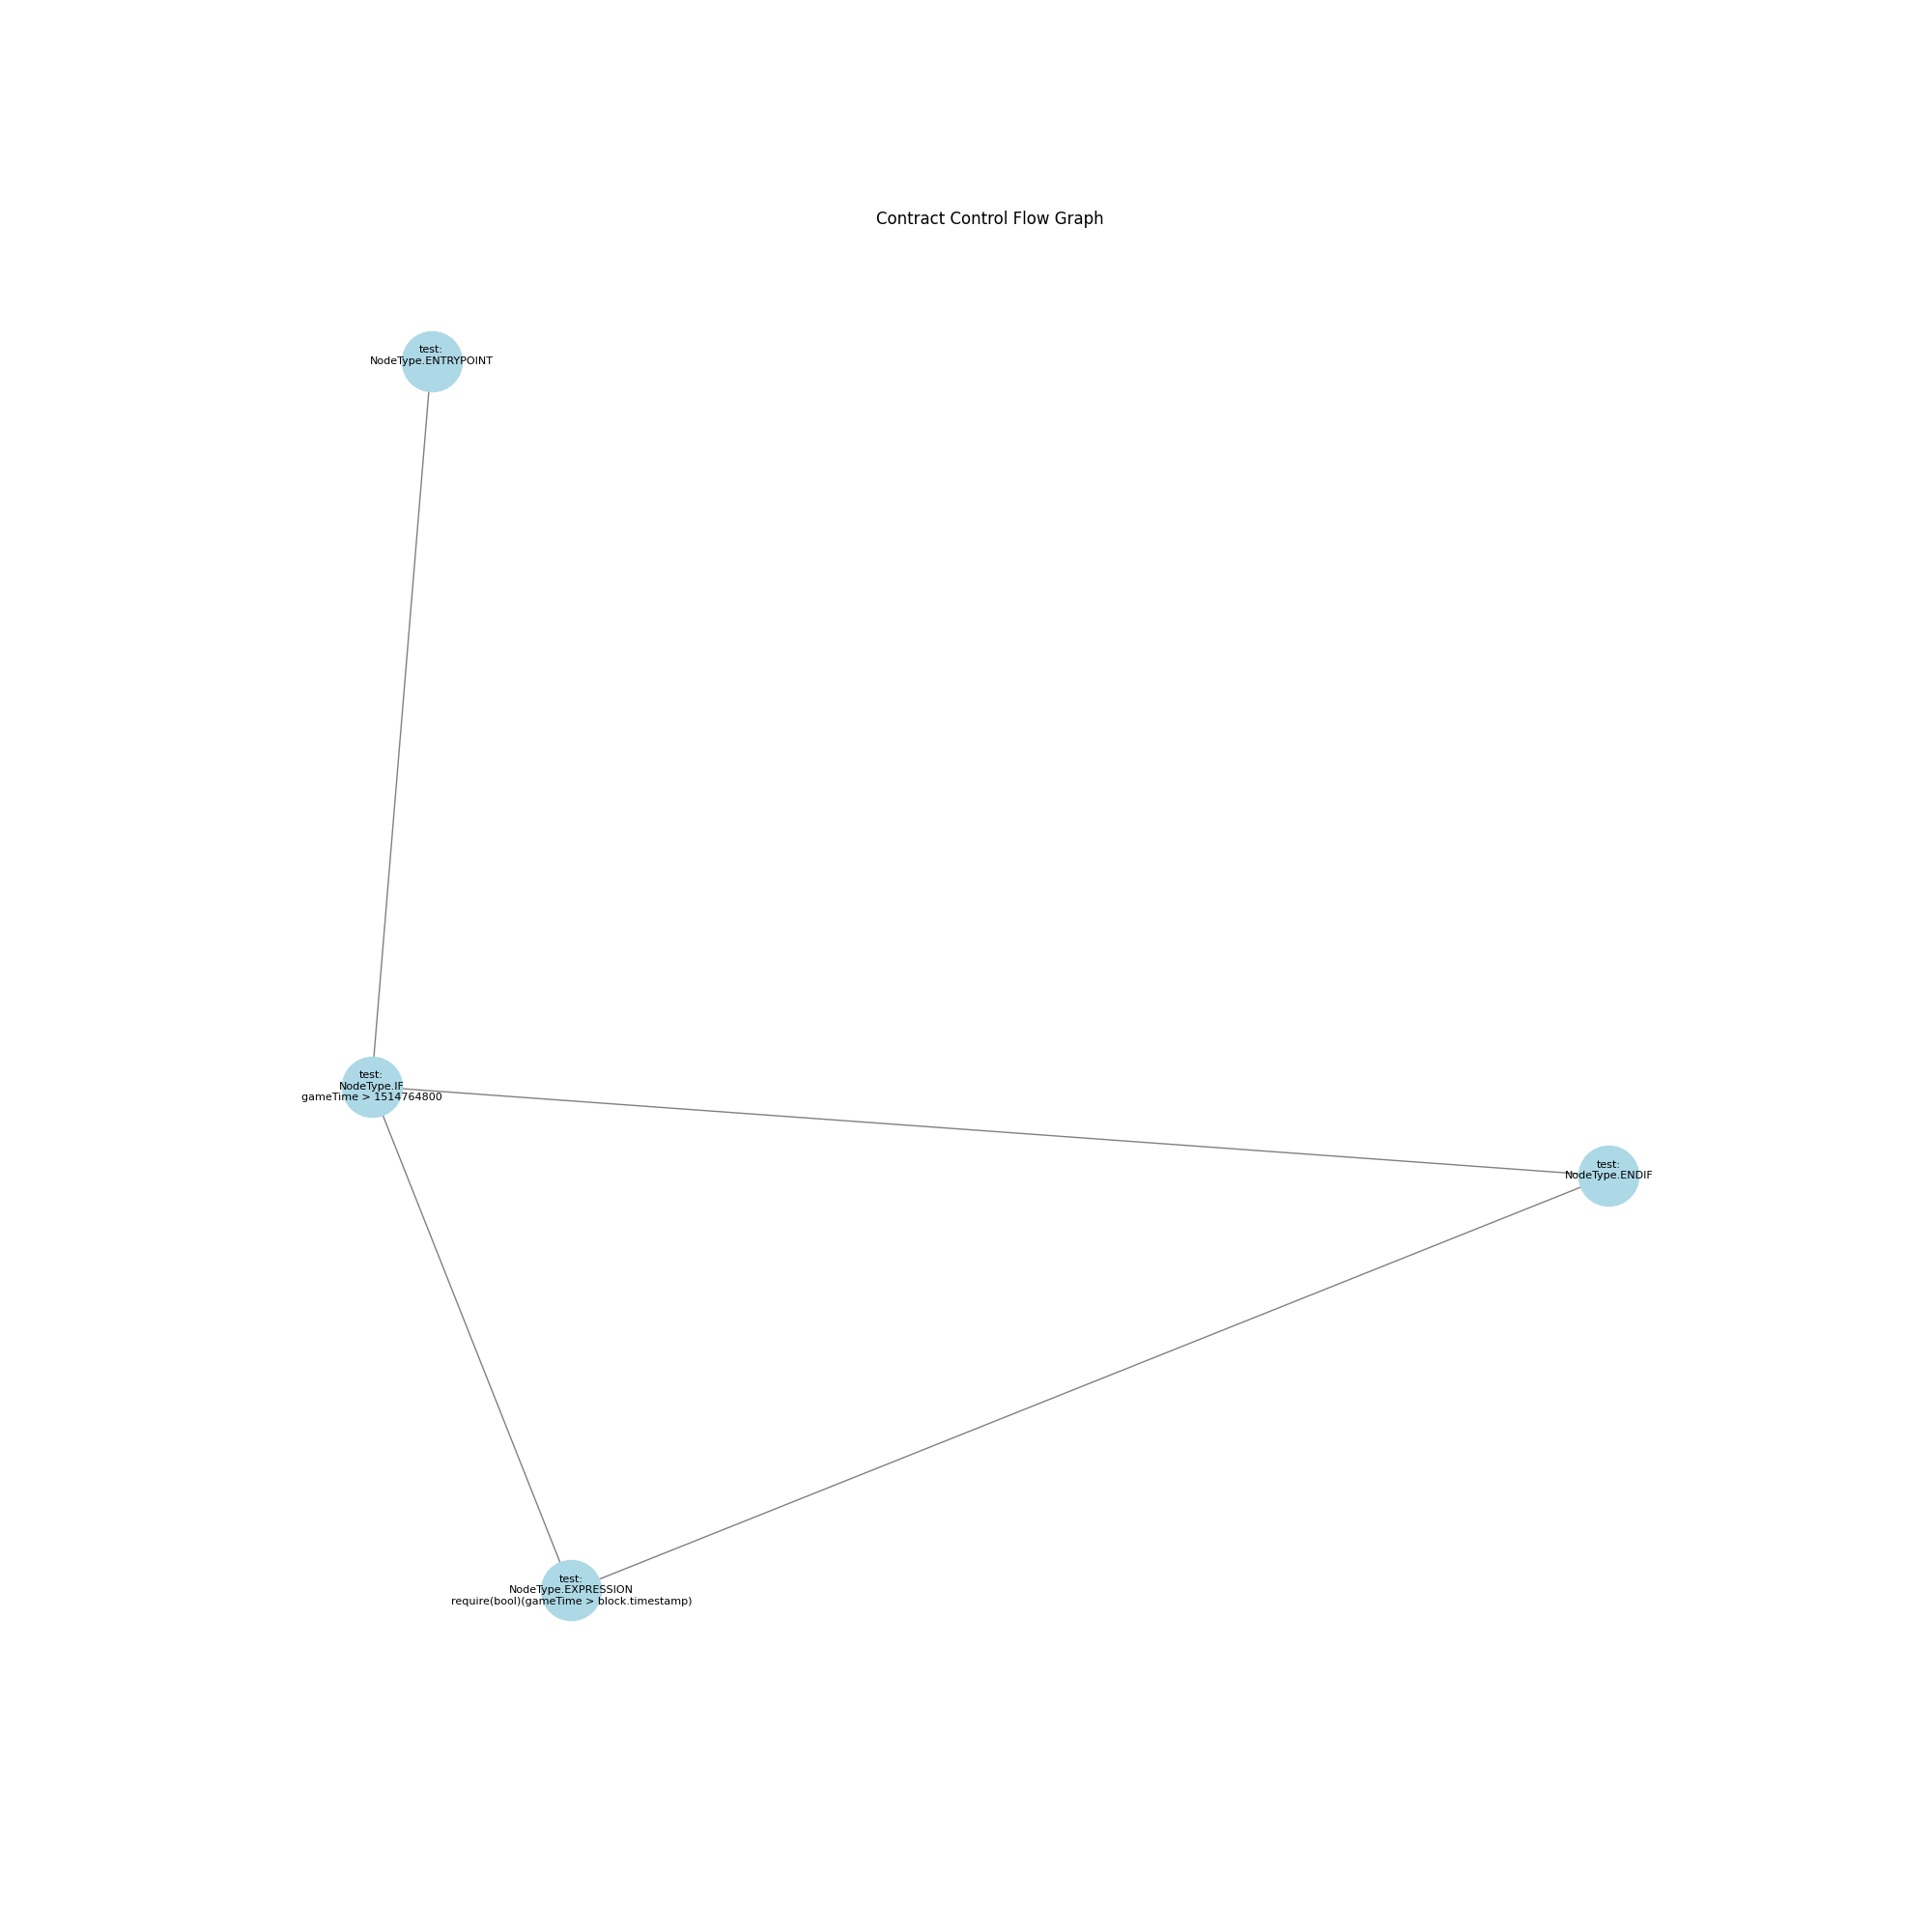 Contract Control Flow Graph
test:
NodeType.ENTRYPOINT
test:
NodeType.IF
gameTime > 1514764800
test:
NodeType.ENDIF
test:
NodeType.EXPRESSION
require(bool)(gameTime > block.timestamp)